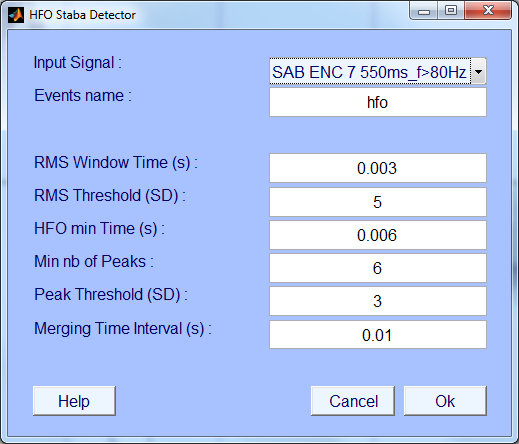 HFO Staba Detector
Input Signal : SAB ENC 7 550ms_f>80Hz
Events name : hfo
RMS Window Time (s) : 0.003
RMS Threshold (SD) : 5
HFO min Time (s) : 0.006
Min nb of Peaks : 6
Peak Threshold (SD) : 3
Merging Time Interval (s) : 0.01
Help Cancel Ok